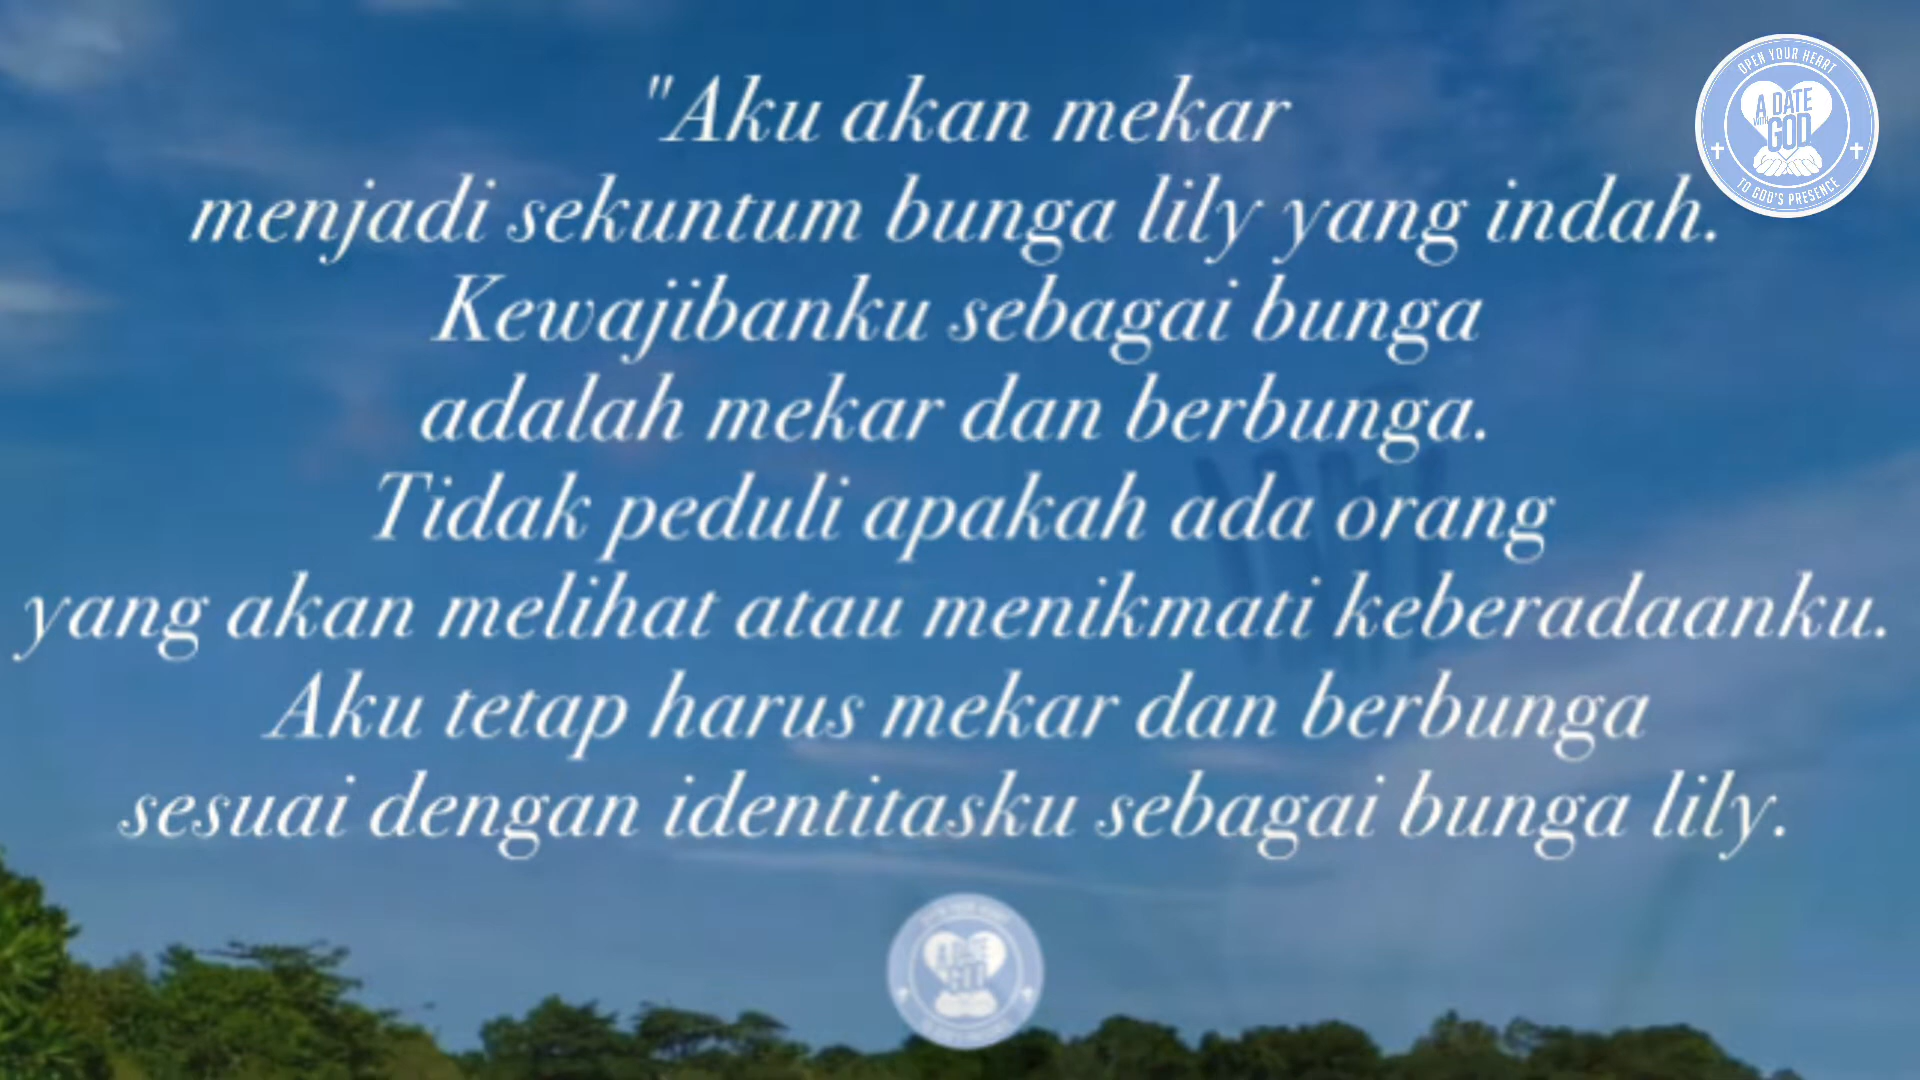 "Aku akan mekar
menjadi sekuntum bunga lily yang indah.
Kewajibanku sebagai bunga
adalah mekar dan berbunga.
Tidak peduli apakah ada orang
yang akan melihat atau menikmati keberadaanku.
Aku tetap harus mekar dan berbunga
sesuai dengan identitasku sebagai bunga lily.
OPEN YOUR HEART
A DATE
WITH
GOD
TO GOD'S PRESENCE
A DATE
GOD